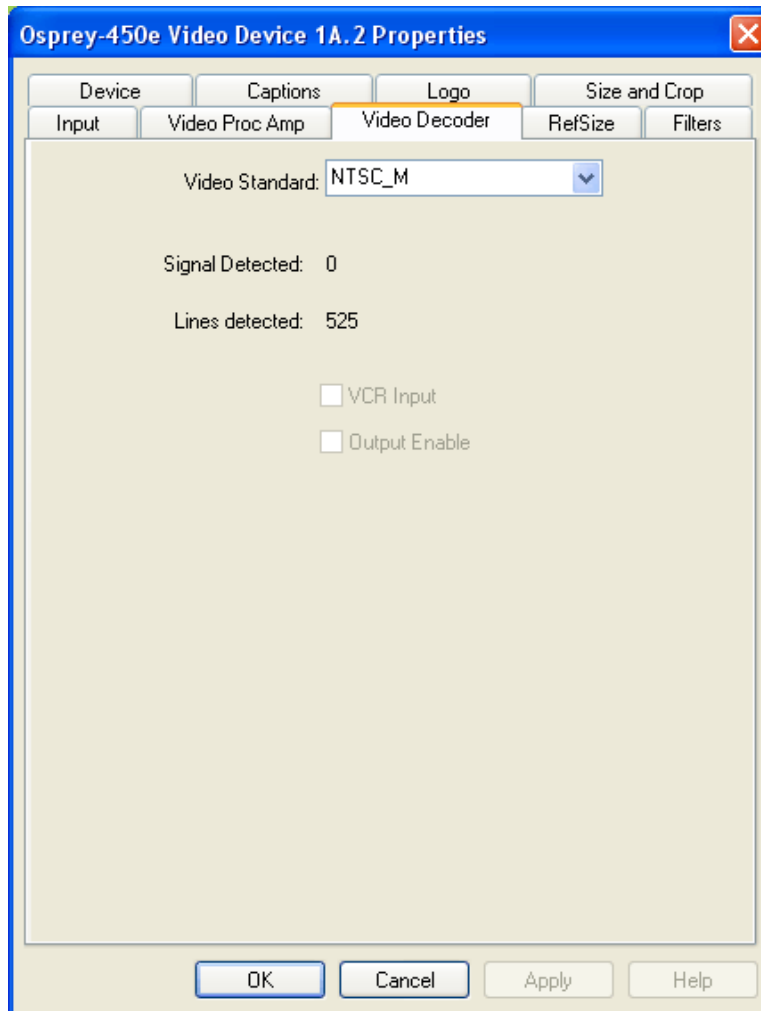 Osprey-450e Video Device 1A.2 Properties
Device Captions Logo Size and Crop
Input Video Proc Amp Video Decoder RefSize Filters
Video Standard: NTSC_M
Signal Detected: 0
Lines detected: 525
VCR Input
Output Enable
OK Cancel Apply Help